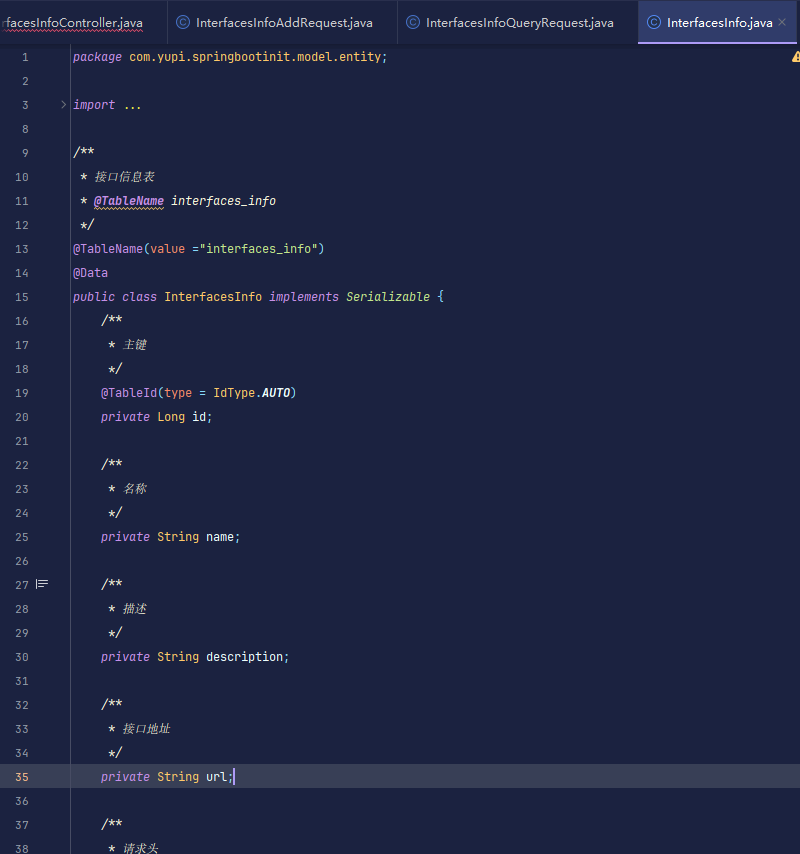 rfacesInfoController.java InterfacesInfoAddRequest.java InterfacesInfoQueryRequest.java InterfacesInfo.java
1 package com.yupi.springbootinit.model.entity;
2
3 import ...
8
9 /**
10 * 接口信息表
11 * @TableName interfaces_info
12 */
13 @TableName(value ="interfaces_info")
14 @Data
15 public class InterfacesInfo implements Serializable {
16 /**
17 * 主键
18 */
19 @TableId(type = IdType.AUTO)
20 private Long id;
21
22 /**
23 * 名称
24 */
25 private String name;
26
27 /**
28 * 描述
29 */
30 private String description;
31
32 /**
33 * 接口地址
34 */
35 private String url;
36
37 /**
38 * 请求头